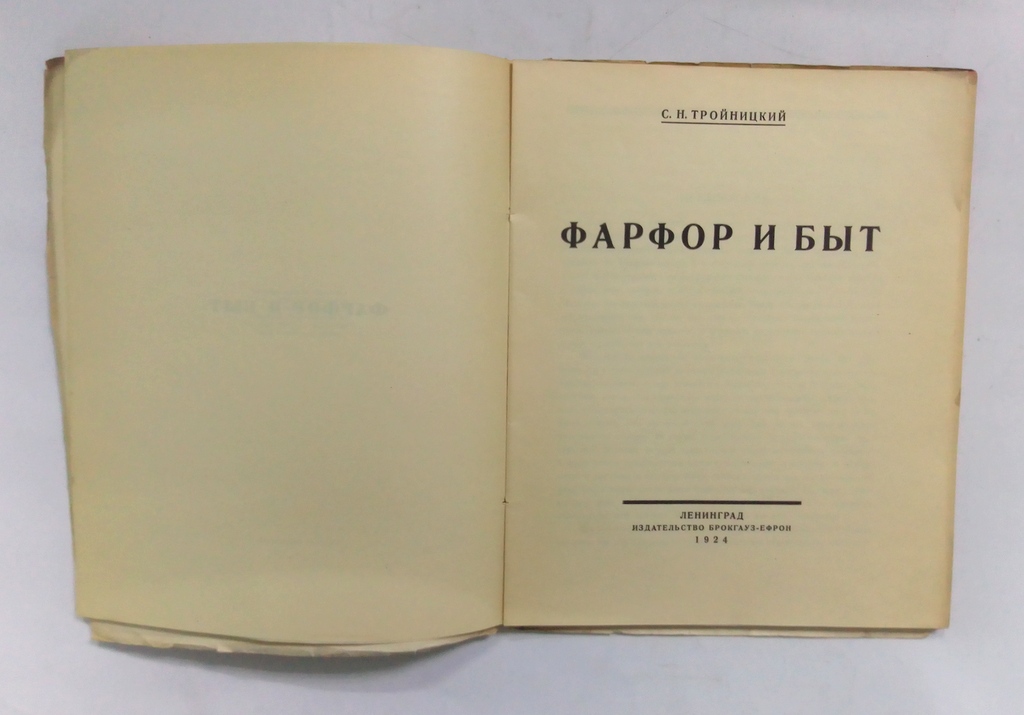 С. Н. ТРОЙНИЦКИЙ
ФАРФОР И БЫТ
ЛЕНИНГРАД
ИЗДАТЕЛЬСТВО БРОКГАУЗ-ЕФРОН
1924